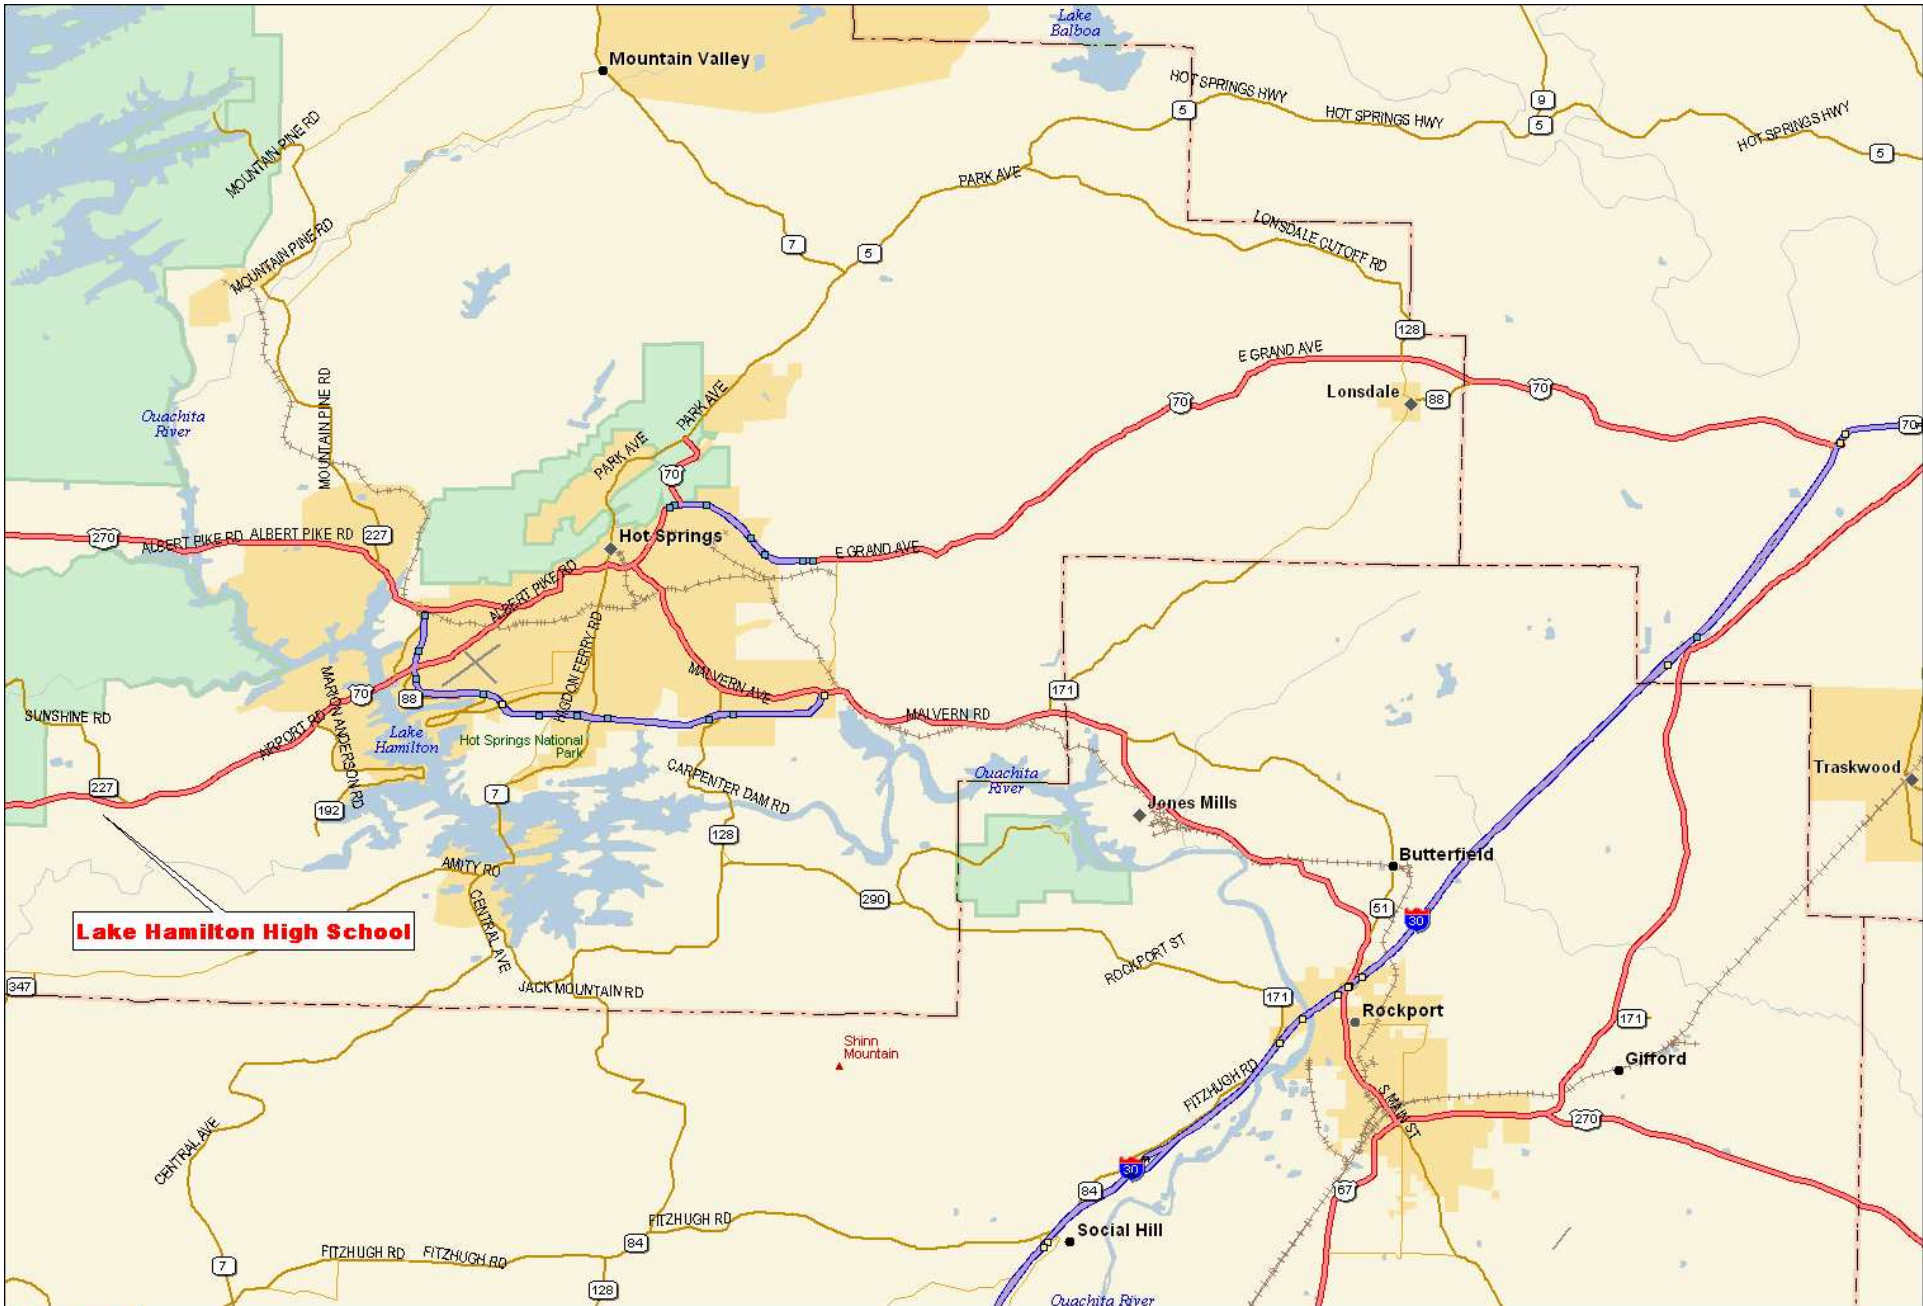 Lake
Balboa
Mountain Valley
HOT SPRINGS HWY
9
5
5
HOT SPRINGS HWY
HOT SPRINGS HWY
5
MOUNTAIN PINE RD
PARK AVE
MOUNTAIN PINE RD
7
5
LONSDALE CUTOFF RD
128
E GRAND AVE
Lonsdale
88
70
70
70
Ouachita
River
MOUNTAIN PINE RD
PARK AVE
PARK AVE
70
270
ALBERT PIKE RD
ALBERT PIKE RD
227
Hot Springs
E GRAND AVE
ALBERT PIKE RD
HIGDON FERRY RD
MALVERN AVE
171
MALVERN RD
SUNSHINE RD
AIRPORT RD
MARION ANDERSON RD
70
88
Lake
Hamilton
Hot Springs National
Park
CARPENTER DAM RD
Ouachita
River
Traskwood
227
192
7
128
Jones Mills
Butterfield
AMITY RD
CENTRAL AVE
290
51
30
Lake Hamilton High School
ROCKPORT ST
347
JACK MOUNTAIN RD
171
Rockport
171
Shinn
Mountain
Gifford
FITZHUGH RD
S MAIN ST
270
CENTRAL AVE
30
84
67
FITZHUGH RD
Social Hill
84
FITZHUGH RD
FITZHUGH RD
7
128
Ouachita River